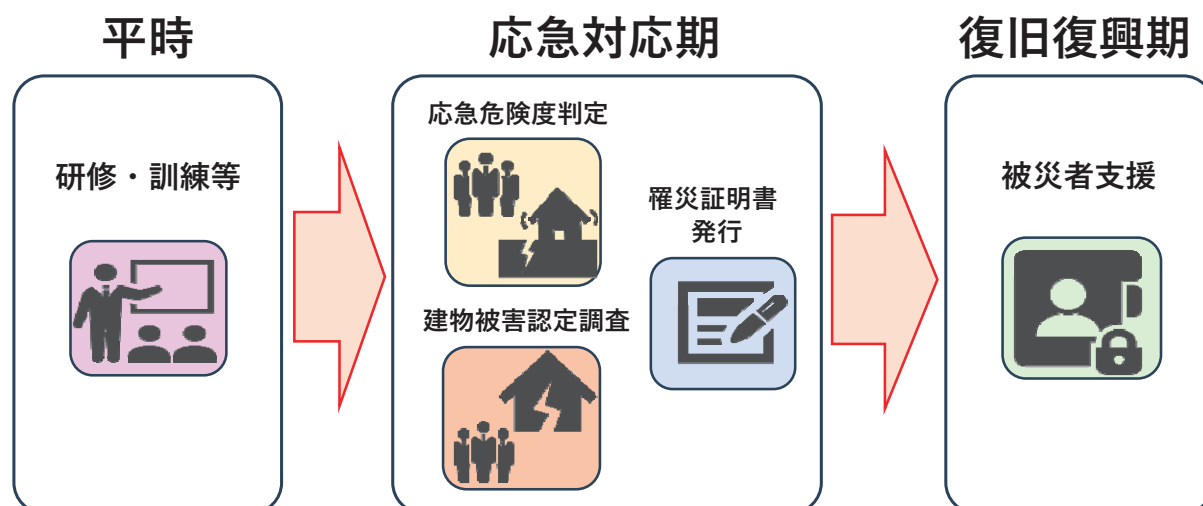 平時
研修・訓練等
応急対応期
応急危険度判定
建物被害認定調査
罹災証明書
発行
復旧復興期
被災者支援